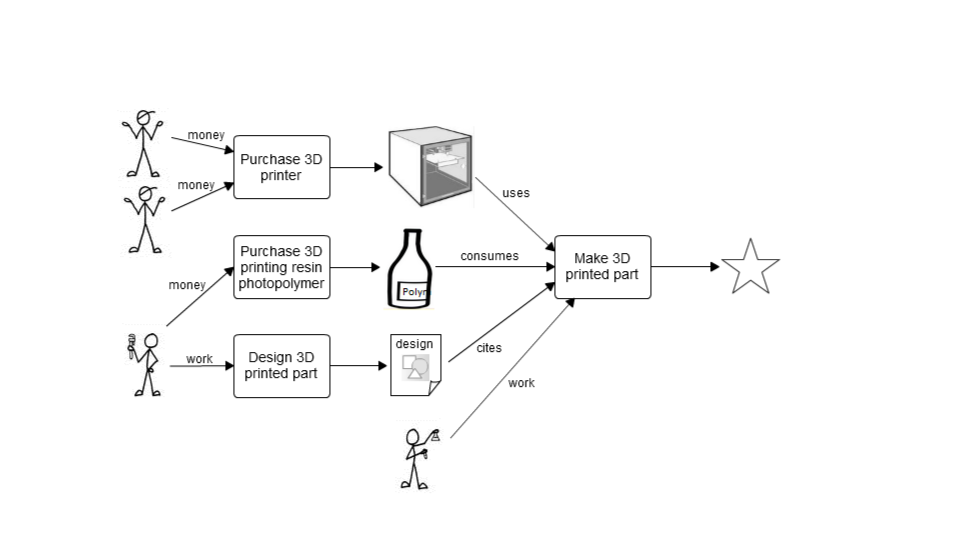 money
Purchase 3D
printer
money
uses
Purchase 3D
printing resin
photopolymer
money
Polyn
consumes
Make 3D
printed part
work
Design 3D
printed part
design
cites
work